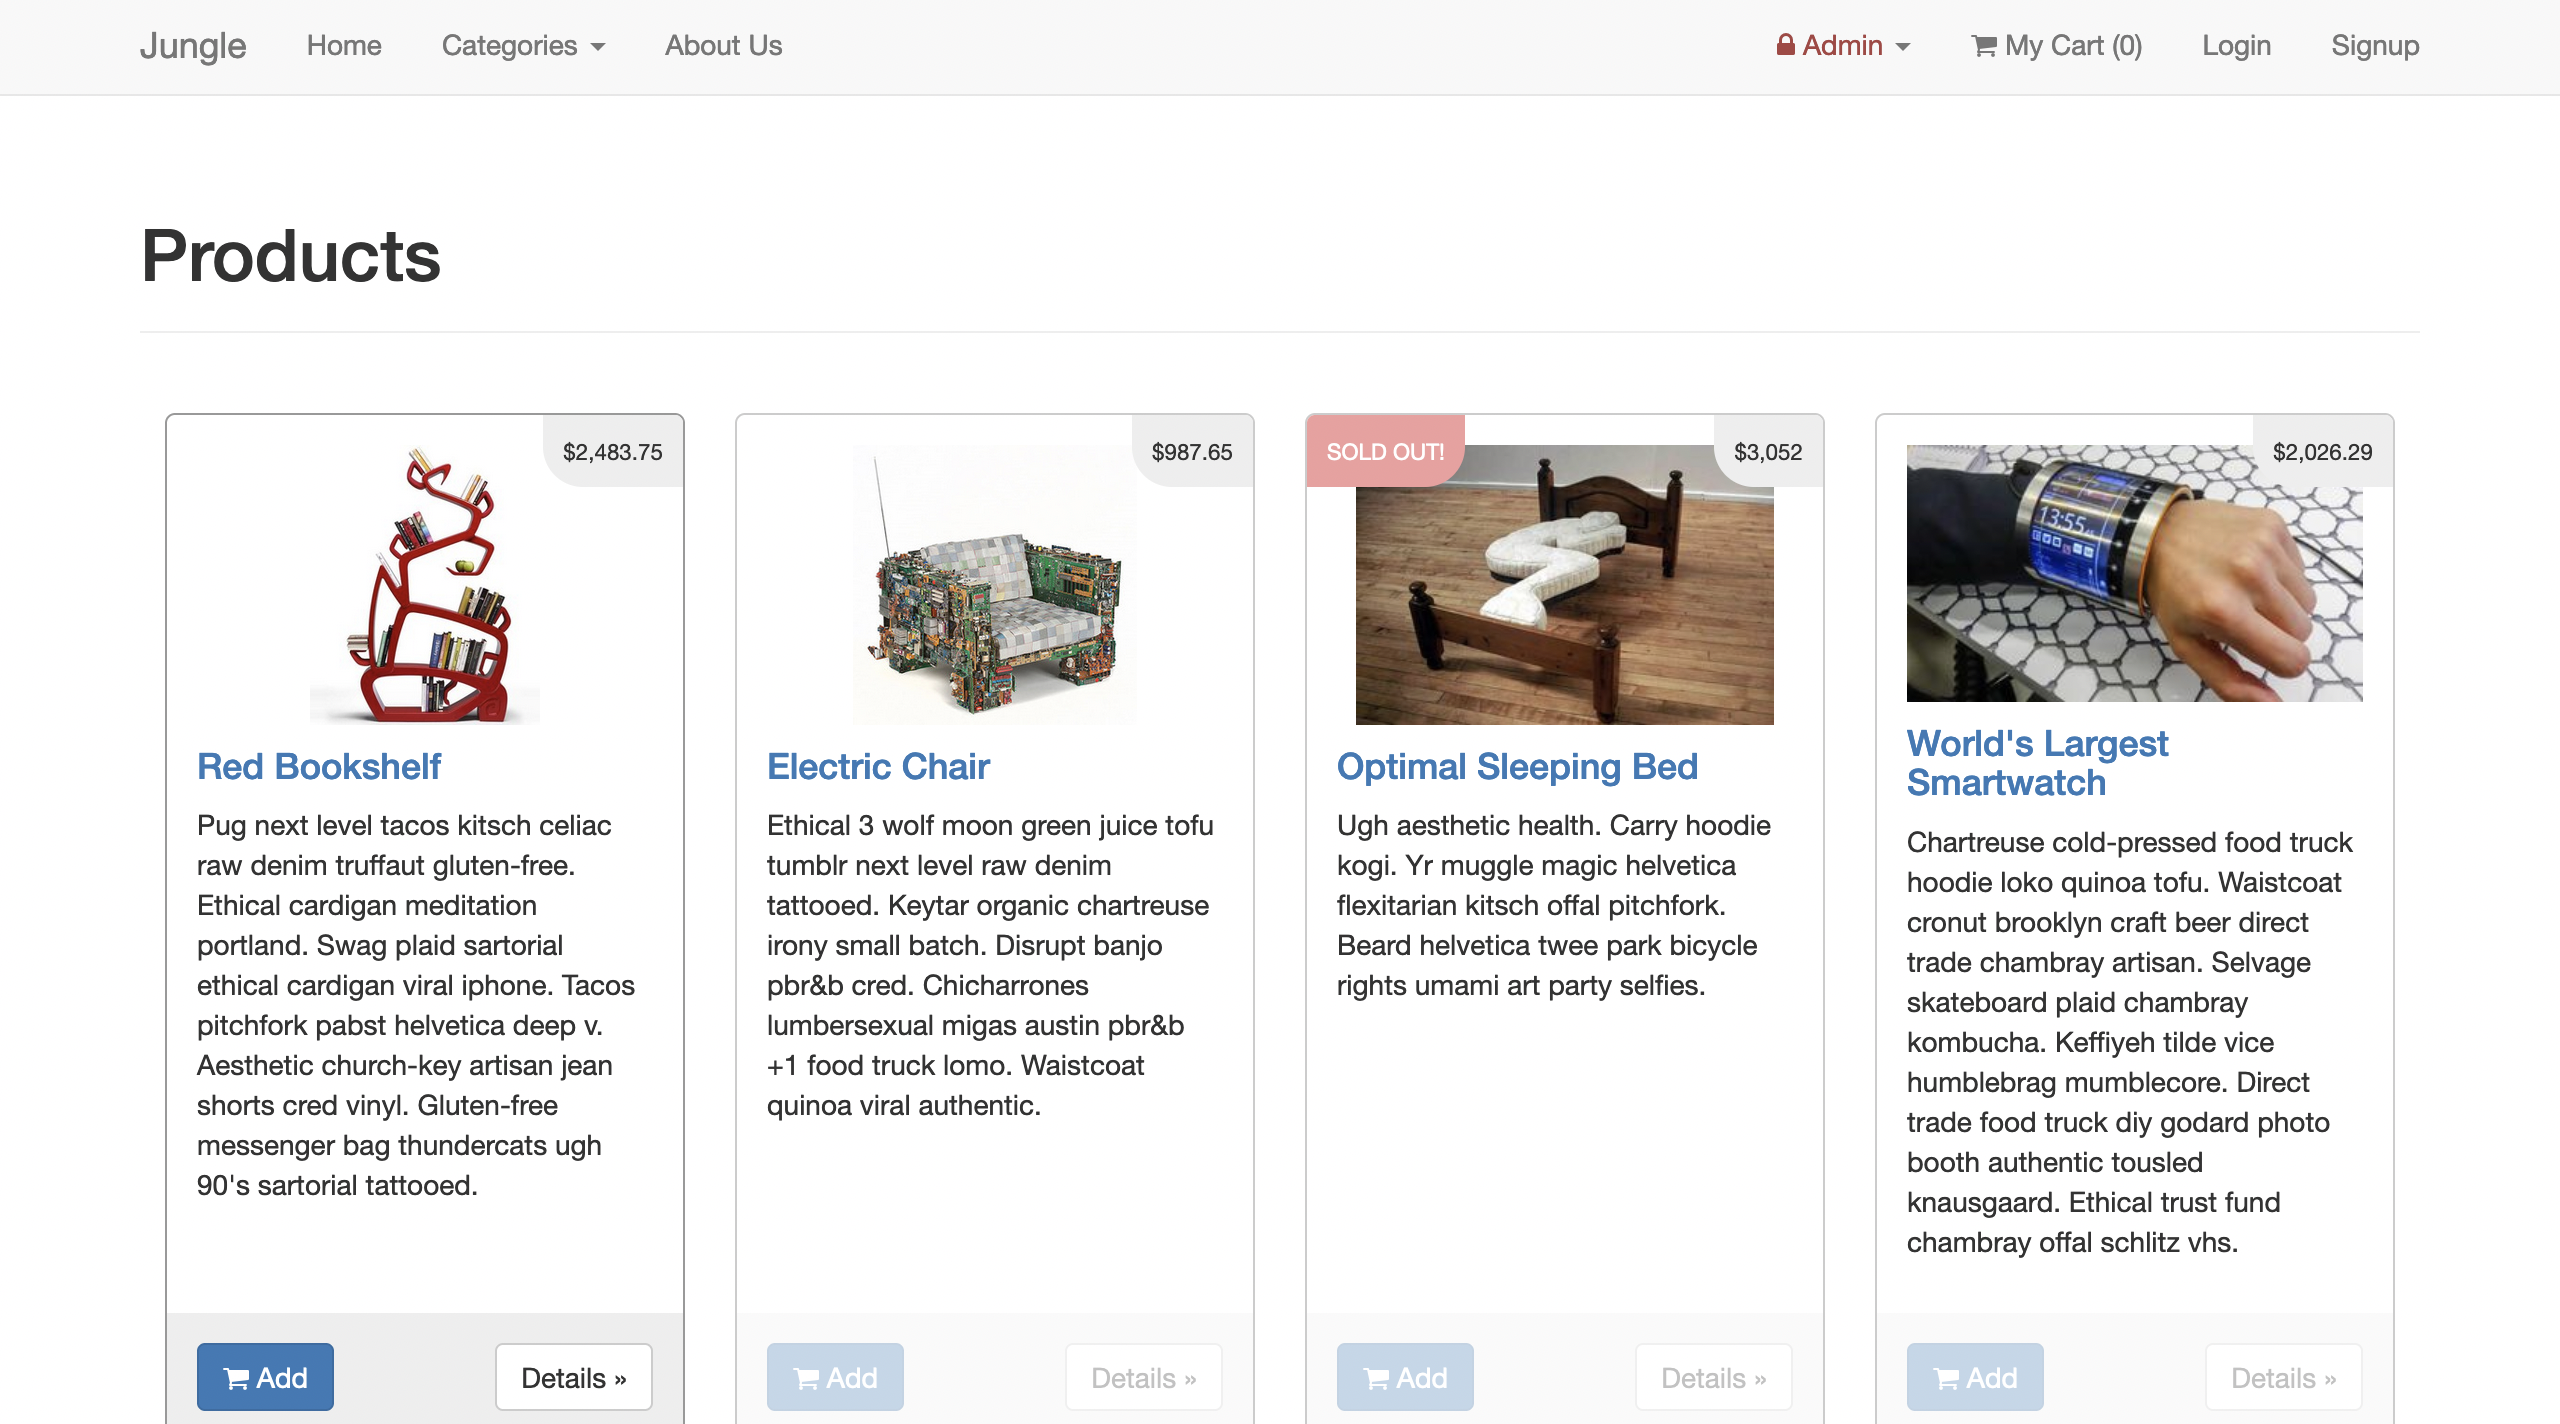 Jungle Home Categories About Us Admin My Cart (0) Login Signup
Products
$2,483.75
Red Bookshelf
Pug next level tacos kitsch celiac
raw denim truffaut gluten-free.
Ethical cardigan meditation
portland. Swag plaid sartorial
ethical cardigan viral iphone. Tacos
pitchfork pabst helvetica deep v.
Aesthetic church-key artisan jean
shorts cred vinyl. Gluten-free
messenger bag thundercats ugh
90's sartorial tattooed.
Add Details »
$987.65
Electric Chair
Ethical 3 wolf moon green juice tofu
tumblr next level raw denim
tattooed. Keytar organic chartreuse
irony small batch. Disrupt banjo
pbr&b cred. Chicharrones
lumbersexual migas austin pbr&b
+1 food truck lomo. Waistcoat
quinoa viral authentic.
Add Details »
SOLD OUT! $3,052
Optimal Sleeping Bed
Ugh aesthetic health. Carry hoodie
kogi. Yr muggle magic helvetica
flexitarian kitsch offal pitchfork.
Beard helvetica twee park bicycle
rights umami art party selfies.
Add Details »
$2,026.29
13:55
World's Largest
Smartwatch
Chartreuse cold-pressed food truck
hoodie loko quinoa tofu. Waistcoat
cronut brooklyn craft beer direct
trade chambray artisan. Selvage
skateboard plaid chambray
kombucha. Keffiyeh tilde vice
humblebrag mumblecore. Direct
trade food truck diy godard photo
booth authentic tousled
knausgaard. Ethical trust fund
chambray offal schlitz vhs.
Add Details »